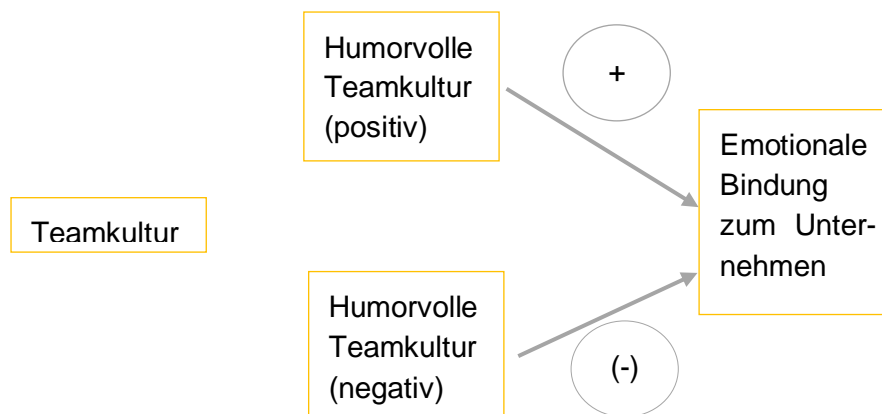 Humorvolle
Teamkultur
(positiv)
+
Emotionale
Bindung
zum Unter-
nehmen
Teamkultur
Humorvolle
Teamkultur
(negativ)
(-)